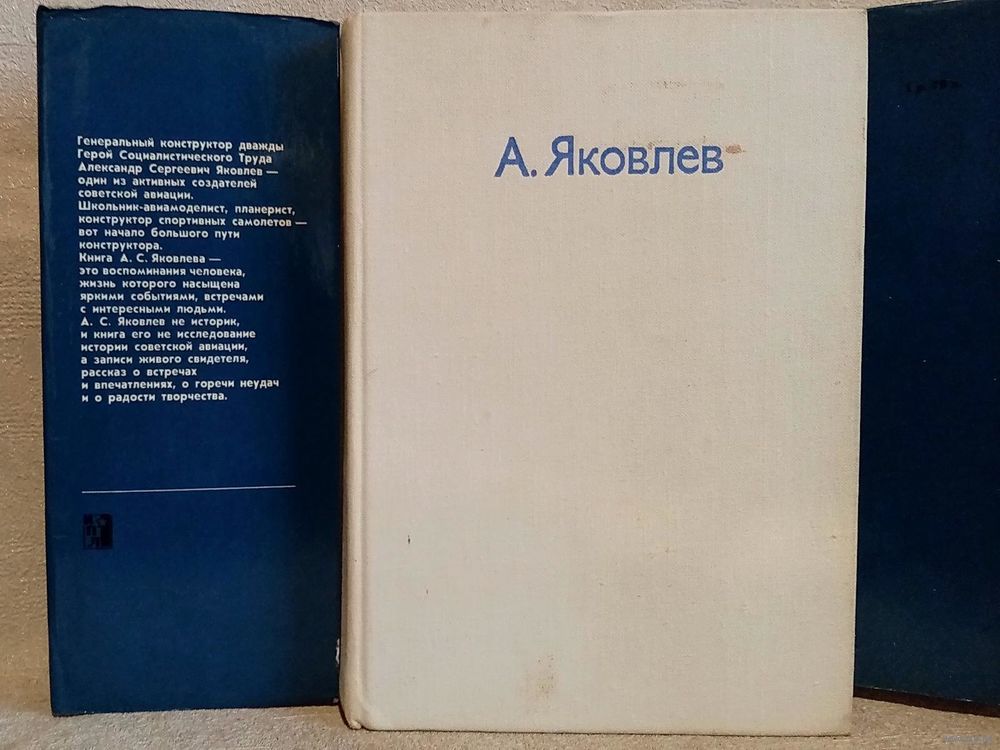 Генеральный конструктор дважды
Герой Социалистического Труда
Александр Сергеевич Яковлев —
один из активных создателей
советской авиации.
Школьник-авиамоделист, планерист,
конструктор спортивных самолетов —
вот начало большого пути
конструктора.
Книга А. С. Яковлева —
это воспоминания человека,
жизнь которого насыщена
яркими событиями, встречами
с интересными людьми.
А. С. Яковлев не историк,
и книга его не исследование
истории советской авиации,
а записи живого свидетеля,
рассказ о встречах
и впечатлениях, о горечи неудач
и о радости творчества.
А. Яковлев